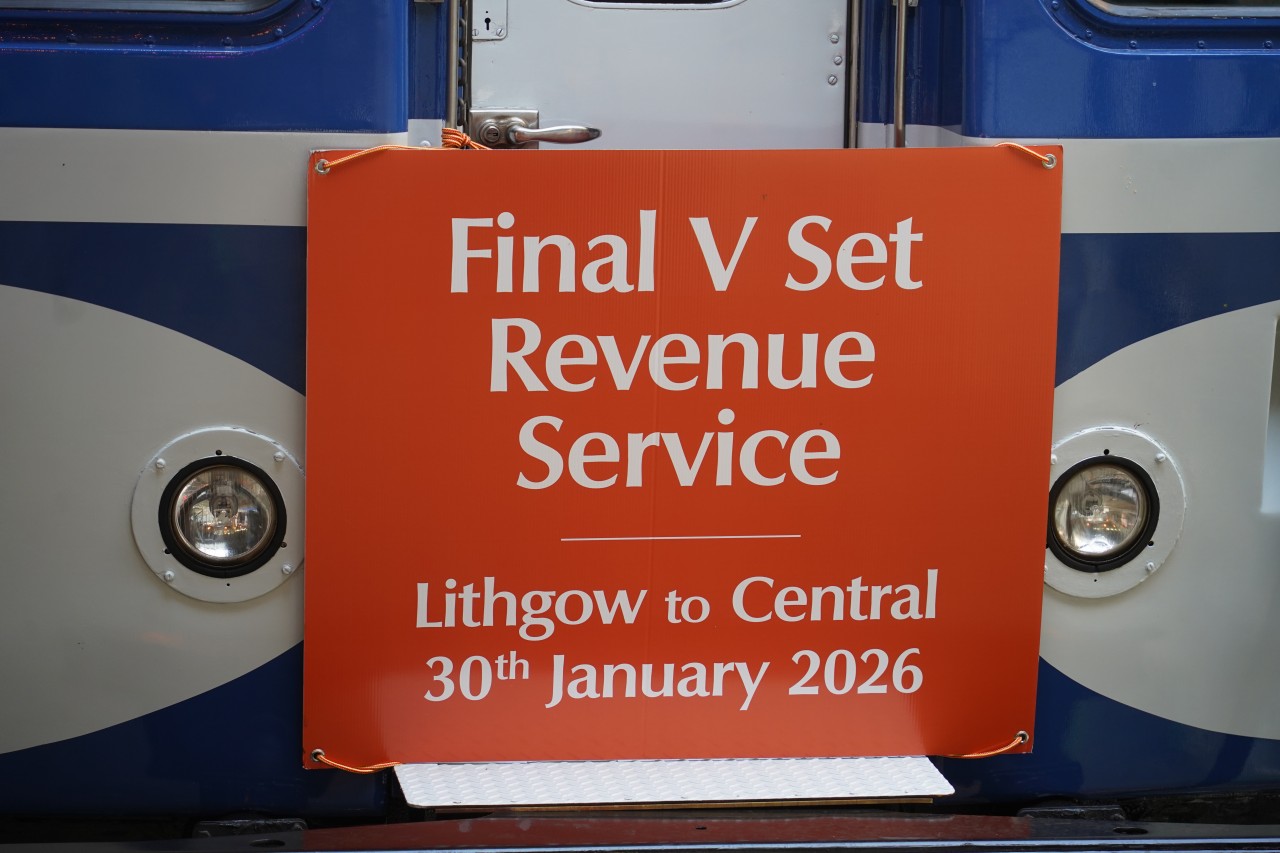 Final V Set
Revenue
Service
Lithgow to Central
30th January 2026